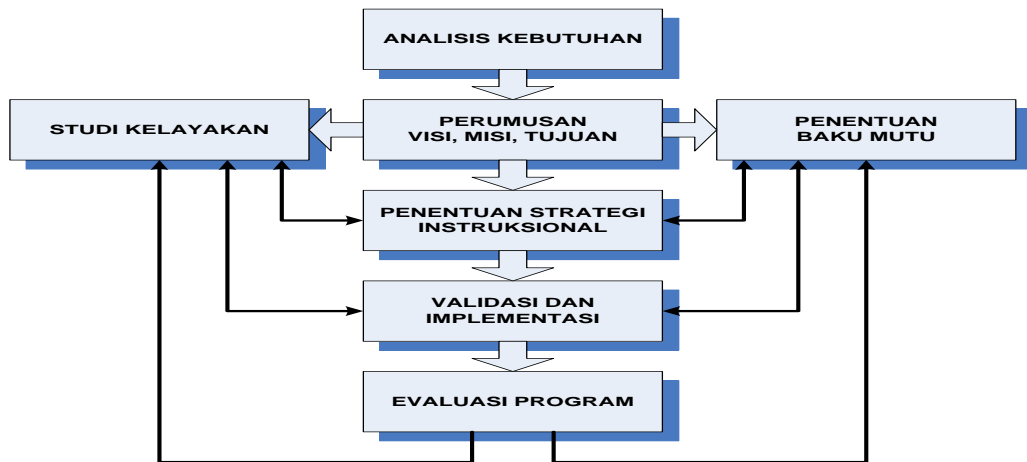 ANALISIS KEBUTUHAN
STUDI KELAYAKAN
PERUMUSAN
VISI, MISI, TUJUAN
PENENTUAN
BAKU MUTU
PENENTUAN STRATEGI
INSTRUKSIONAL
VALIDASI DAN
IMPLEMENTASI
EVALUASI PROGRAM